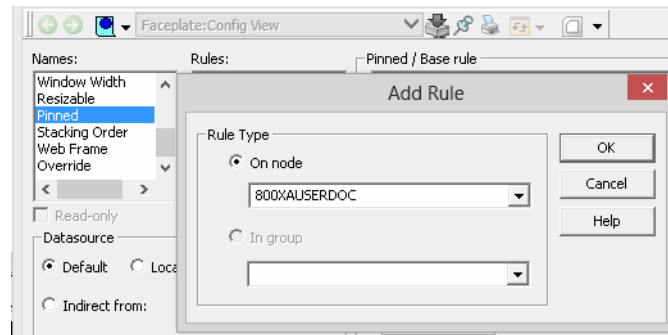 Faceplate:Config View
Names:
Rules:
Pinned / Base rule
Window Width
Resizable
Pinned
Stacking Order
Web Frame
Override
Read-only
Datasource
Default
Loca
Indirect from:
Add Rule
Rule Type
On node
800XAUSERDOC
In group
OK
Cancel
Help